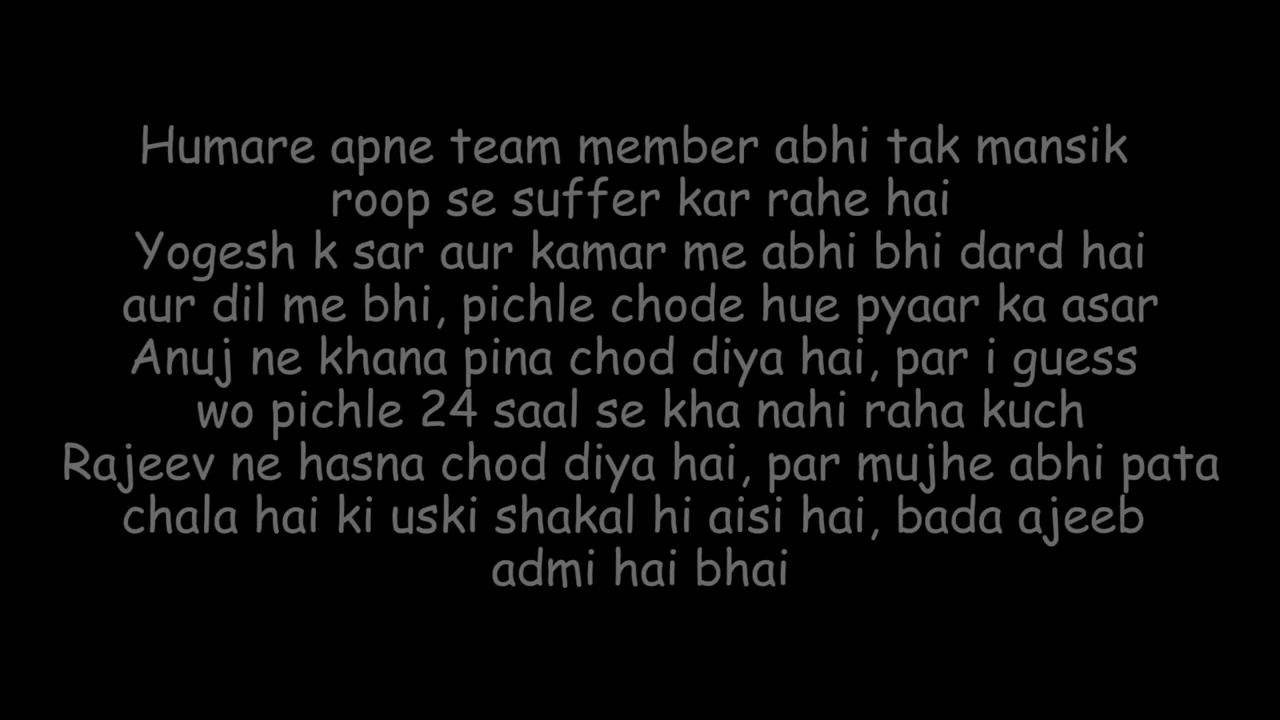 Humare apne team member abhi tak mansik
roop se suffer kar rahe hai
Yogesh k sar aur kamar me abhi bhi dard hai
aur dil me bhi, pichle chode hue pyaar ka asar
Anuj ne khana pina chod diya hai, par i guess
wo pichle 24 saal se kha nahi raha kuch
Rajeev ne hasna chod diya hai, par mujhe abhi pata
chala hai ki uski shakal hi aisi hai, bada ajeeb
admi hai bhai